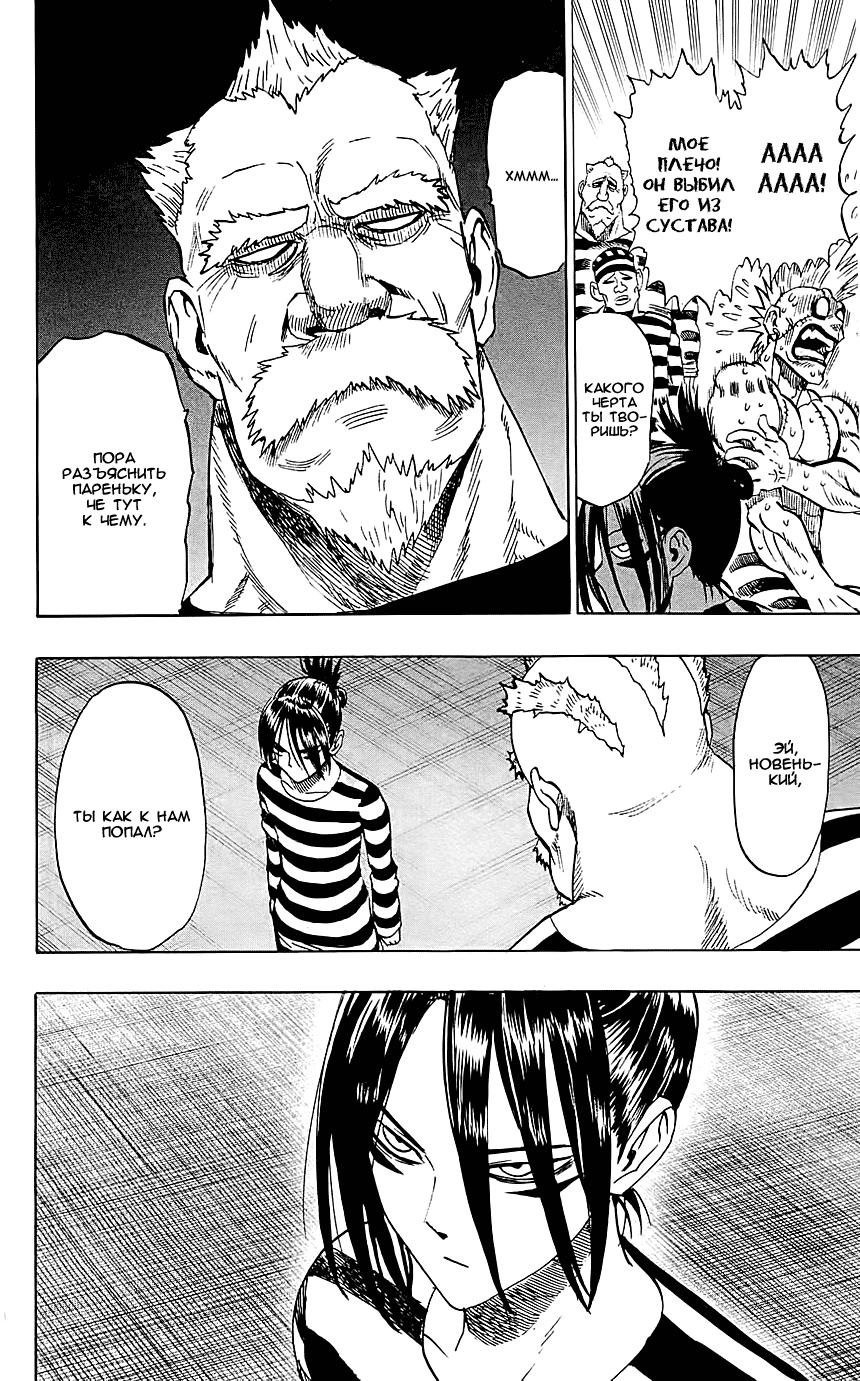 АААА
АААА!
МОЕ
ПЛЕЧО!
ОН ВЫБИЛ
ЕГО ИЗ
СУСТАВА!
КАКОГО
ЧЕРТА
ТЫ ТВО-
РИШЬ?
ХМММ...
ПОРА
РАЗЪЯСНИТЬ
ПАРЕНЬКУ,
ЧЕ ТУТ
К ЧЕМУ.
ЭЙ,
НОВЕНЬ-
КИЙ,
ТЫ КАК К НАМ
ПОПАЛ?